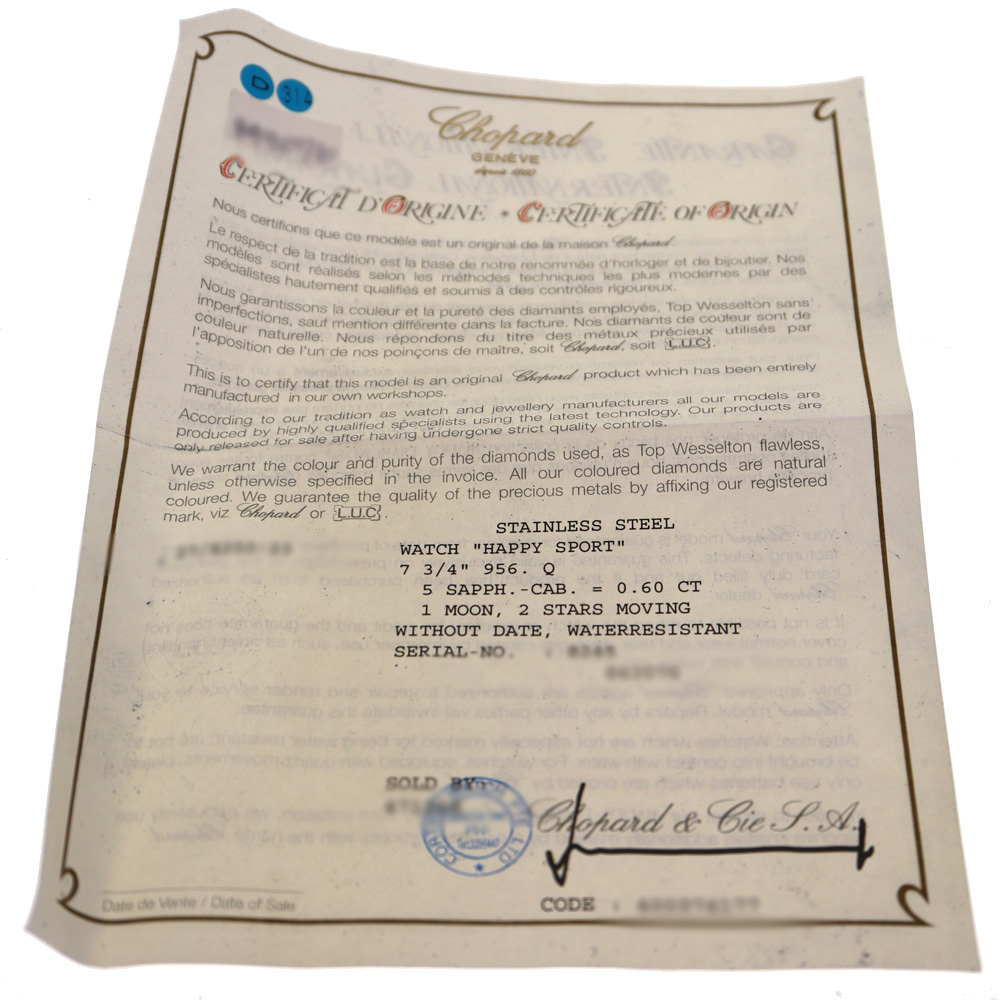 D 314
Chopard
GENÈVE
depuis 1860
CERTIFICAT D'ORIGINE • CERTIFICATE OF ORIGIN
Nous certifions que ce modèle est un original de la maison Chopard.
Le respect de la tradition est la base de notre renommée d'horloger et de bijoutier. Nos
modèles sont réalisés selon les méthodes techniques les plus modernes par des
spécialistes hautement qualifiés et soumis à des contrôles rigoureux.
Nous garantissons la couleur et la pureté des diamants employés, Top Wesselton sans
imperfections, sauf mention différente dans la facture. Nos diamants de couleur sont de
couleur naturelle. Nous répondons du titre des métaux précieux utilisés par
l'apposition de l'un de nos poinçons de maître, soit Chopard, soit L.U.C.
This is to certify that this model is an original Chopard product which has been entirely
manufactured in our own workshops.
According to our tradition as watch and jewellery manufacturers all our models are
produced by highly qualified specialists using the latest technology. Our products are
only released for sale after having undergone strict quality controls.
We warrant the colour and purity of the diamonds used, as Top Wesselton flawless,
unless otherwise specified in the invoice. All our coloured diamonds are natural
coloured. We guarantee the quality of the precious metals by affixing our registered
mark, viz Chopard or L.U.C.
STAINLESS STEEL
WATCH "HAPPY SPORT"
7 3/4" 956. Q
5 SAPPH.-CAB. = 0.60 CT
1 MOON, 2 STARS MOVING
WITHOUT DATE, WATERRESISTANT
SERIAL-NO. :
SOLD BY
Chopard & Cie S.A.
CODE :
Date de Vente / Date of Sale